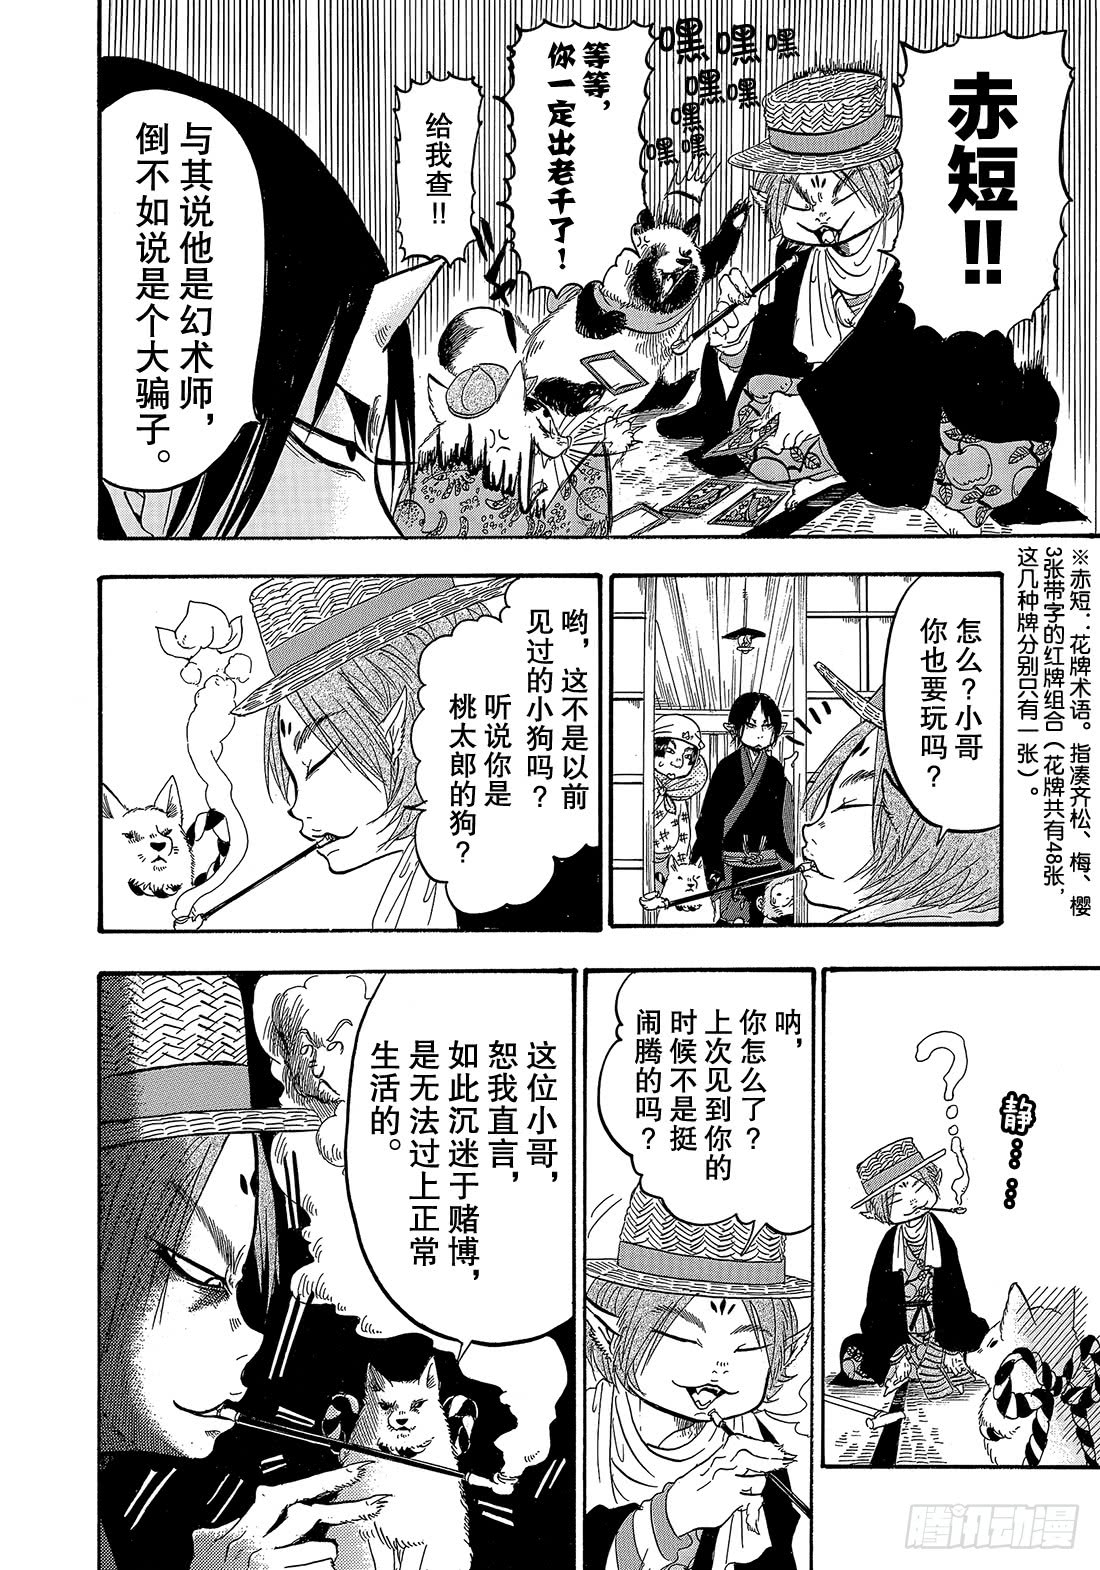 赤短!!
嘿嘿嘿
嘿嘿
嘿嘿
嘿嘿
等等,
你一定出老千了!
给我查!!
与其说他是幻术师,
倒不如说是个大骗子。
※赤短:花牌术语。指凑齐松、梅、樱
3张带字的红牌组合(花牌共有48张,
这几种牌分别只有一张)。
怎么?小哥
你也要玩吗?
哟,这不是以前
见过的小狗吗?
听说你是
桃太郎的狗?
静……
呐,
你怎么了?
上次见到你的
时候不是挺
闹腾的吗?
这位小哥,
恕我直言,
如此沉迷于赌博,
是无法过上正常
生活的。
腾讯动漫